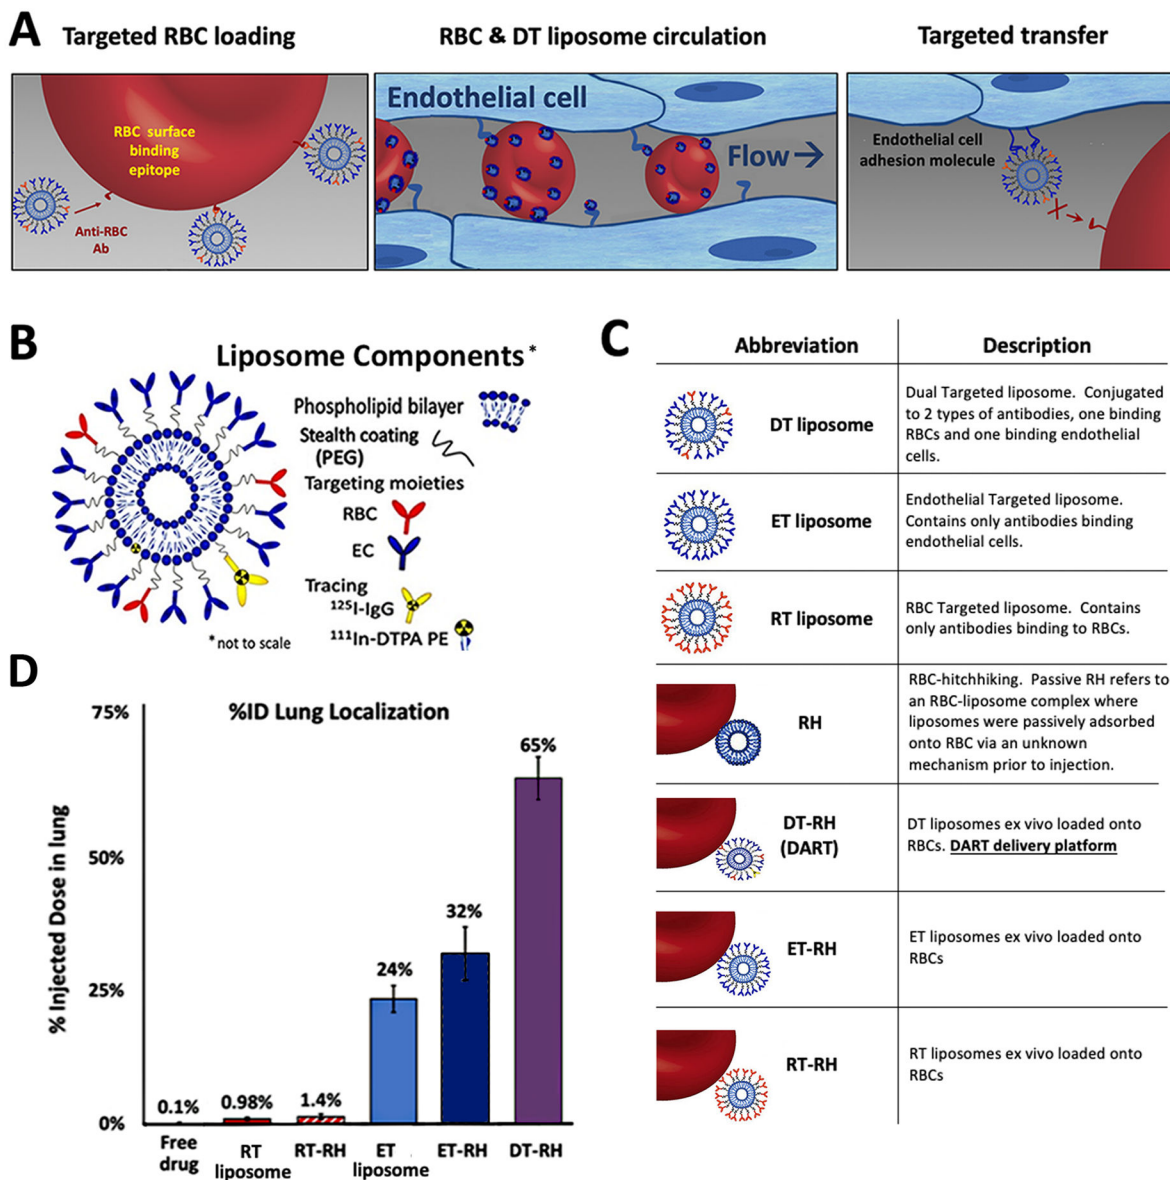 A
Targeted RBC loading
RBC & DT liposome circulation
Targeted transfer
RBC surface
binding
epitope
Anti-RBC
Ab
Endothelial cell
Flow→
Endothelial cell
adhesion molecule
B
Liposome Components *
Phospholipid bilayer
Stealth coating
(PEG)
Targeting moieties
RBC
EC
Tracing
¹²⁵I-IgG
¹¹¹In-DTPA PE
*not to scale
C
Abbreviation
Description
DT liposome
Dual Targeted liposome. Conjugated
to 2 types of antibodies, one binding
RBCs and one binding endothelial
cells.
ET liposome
Endothelial Targeted liposome.
Contains only antibodies binding
endothelial cells.
RT liposome
RBC Targeted liposome. Contains
only antibodies binding to RBCs.
RH
RBC-hitchhiking. Passive RH refers to
an RBC-liposome complex where
liposomes were passively adsorbed
onto RBC via an unknown
mechanism prior to injection.
DT-RH
(DART)
DT liposomes ex vivo loaded onto
RBCs. DART delivery platform
ET-RH
ET liposomes ex vivo loaded onto
RBCs
RT-RH
RT liposomes ex vivo loaded onto
RBCs
D
%ID Lung Localization
% Injected Dose in lung
75%
50%
25%
0%
0.1%
0.98%
1.4%
24%
32%
65%
Free
drug
RT
liposome
RT-RH
ET
liposome
ET-RH
DT-RH